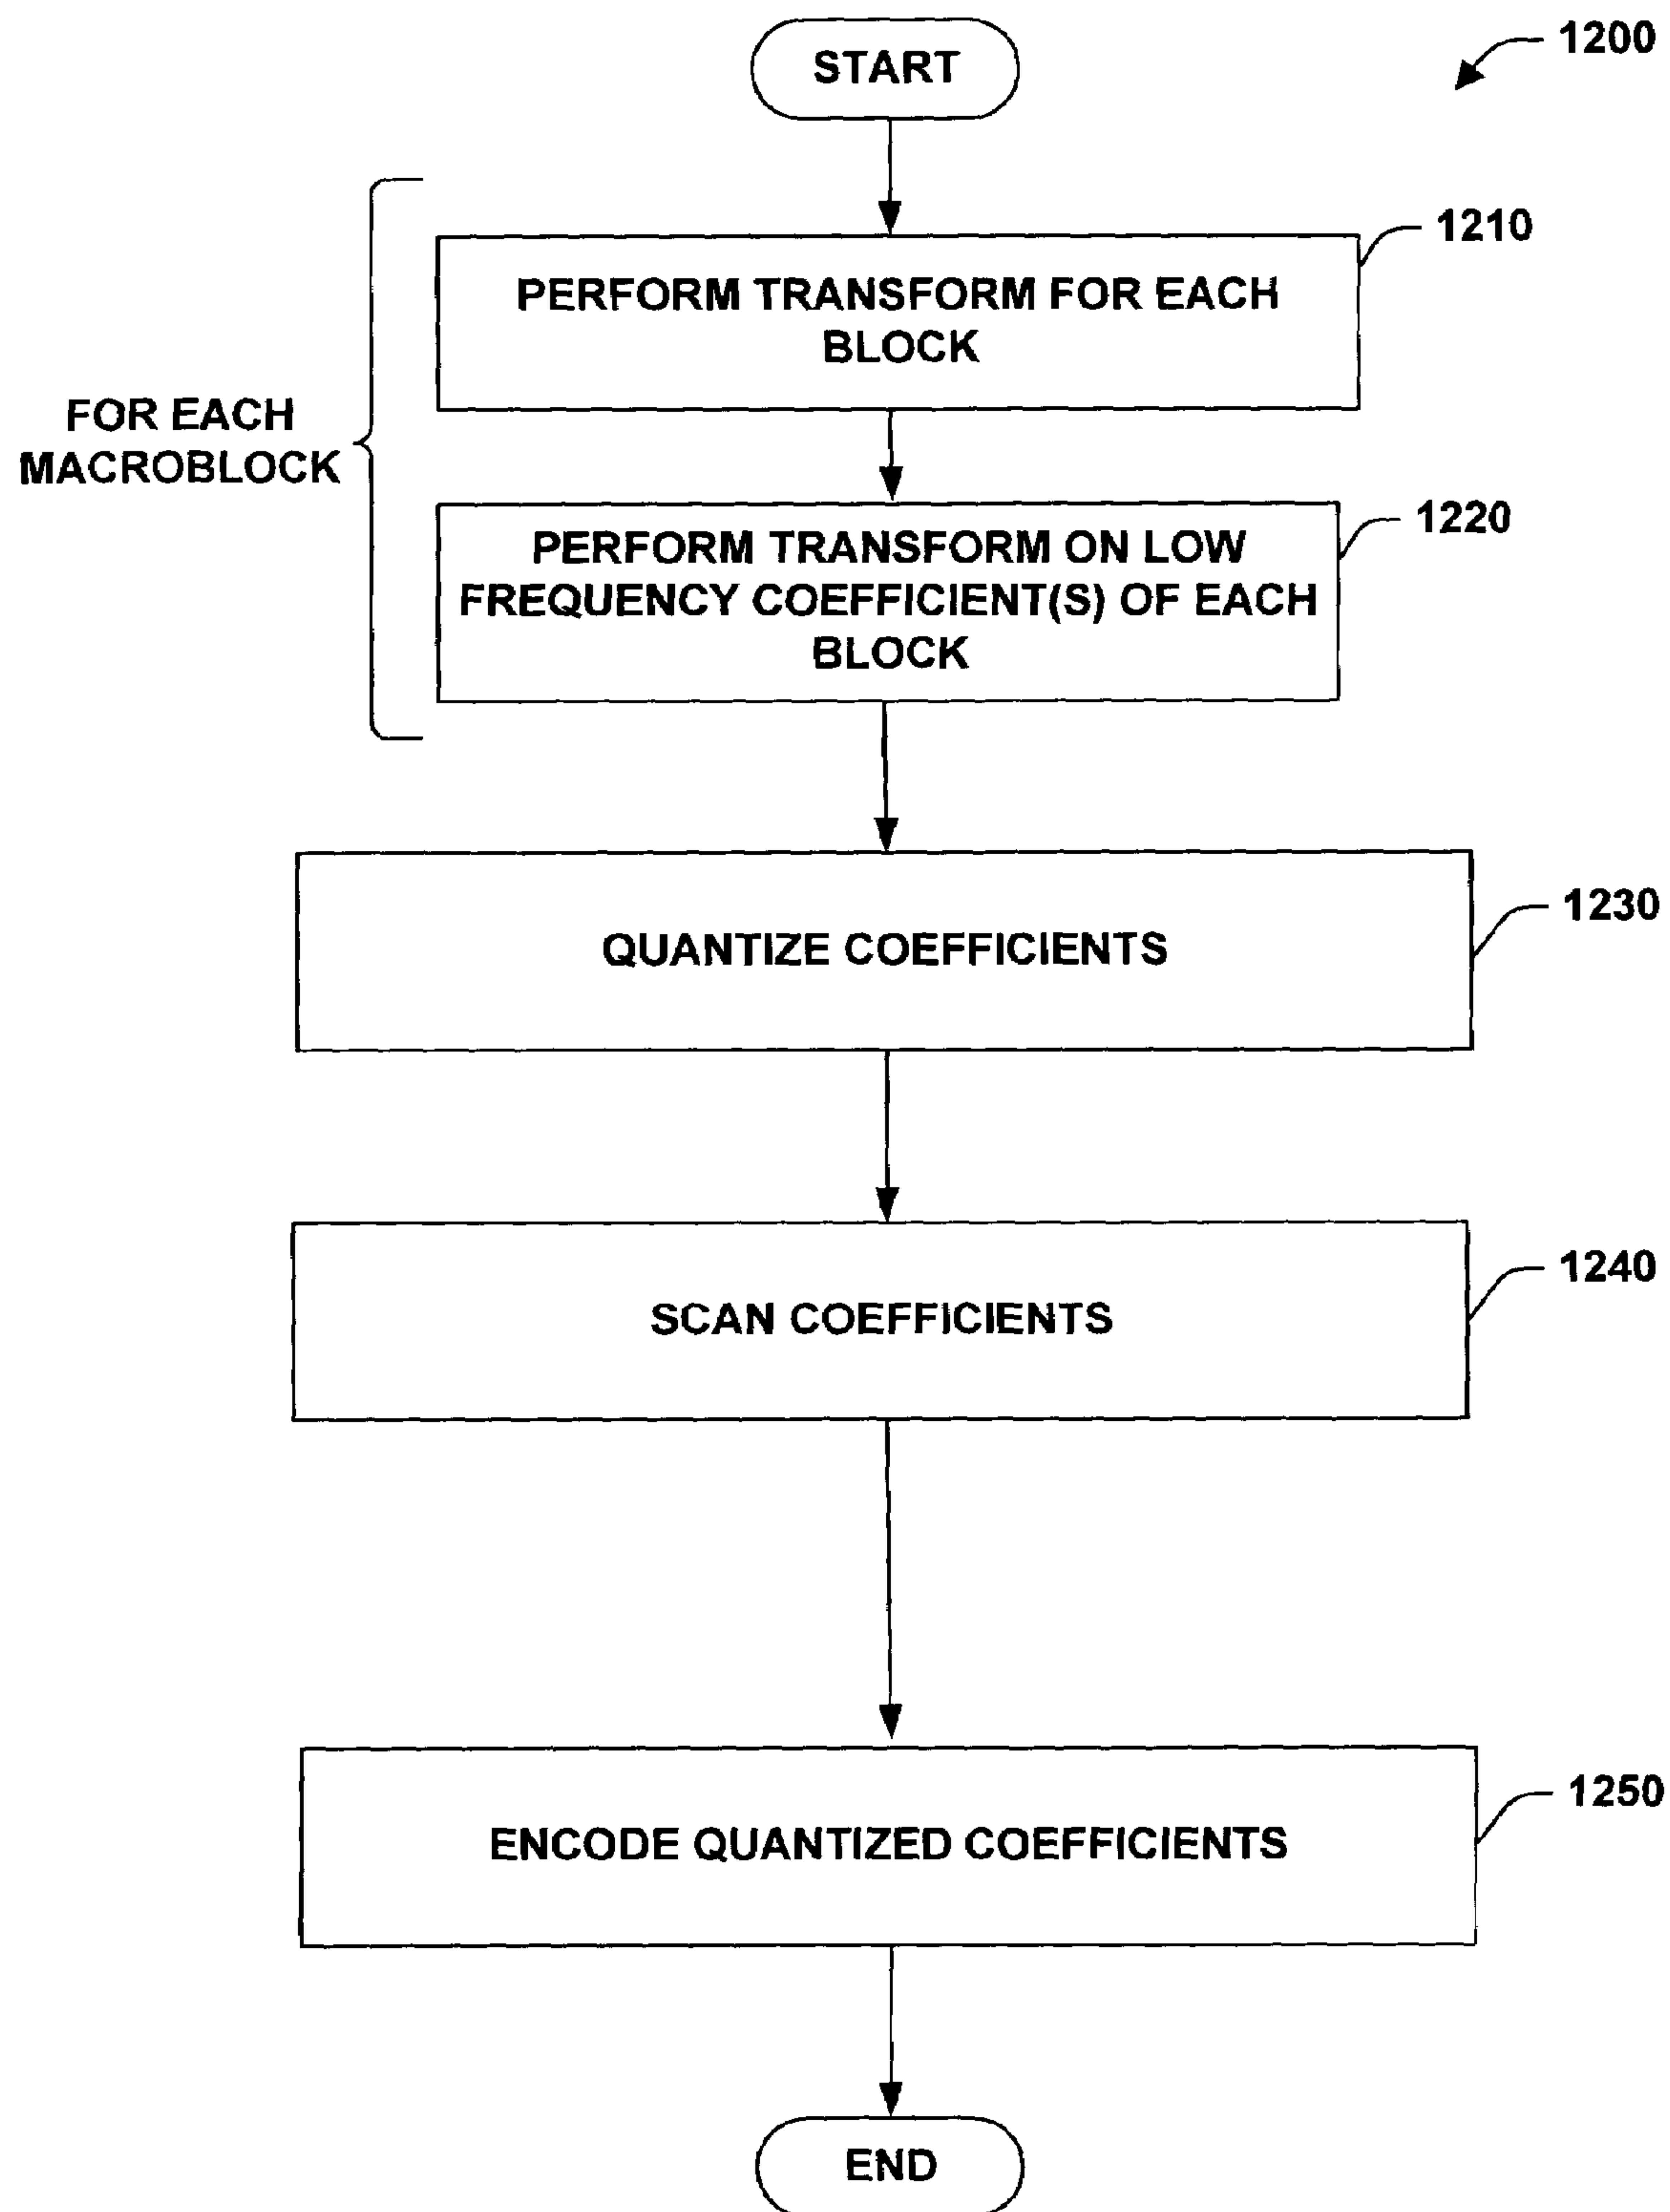 START
1200
1210
PERFORM TRANSFORM FOR EACH
BLOCK
FOR EACH
MACROBLOCK
1220
PERFORM TRANSFORM ON LOW
FREQUENCY COEFFICIENT(S) OF EACH
BLOCK
1230
QUANTIZE COEFFICIENTS
1240
SCAN COEFFICIENTS
1250
ENCODE QUANTIZED COEFFICIENTS
END